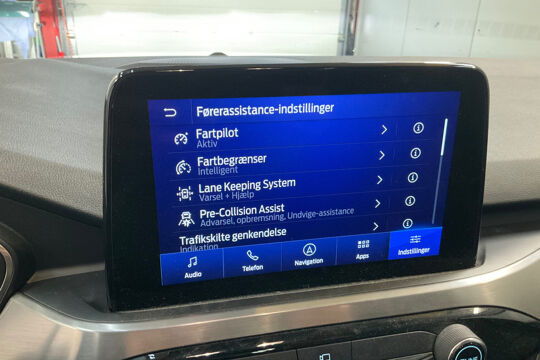 Førerassistance-indstillinger
Fartpilot
Aktiv
Fartbegrænser
Intelligent
Lane Keeping System
Varsel + Hjælp
Pre-Collision Assist
Advarsel, opbremsning, Undvige-assistance
Trafikskilte genkendelse
Indikation
Audio
Telefon
Navigation
Apps
Indstillinger
TUNE